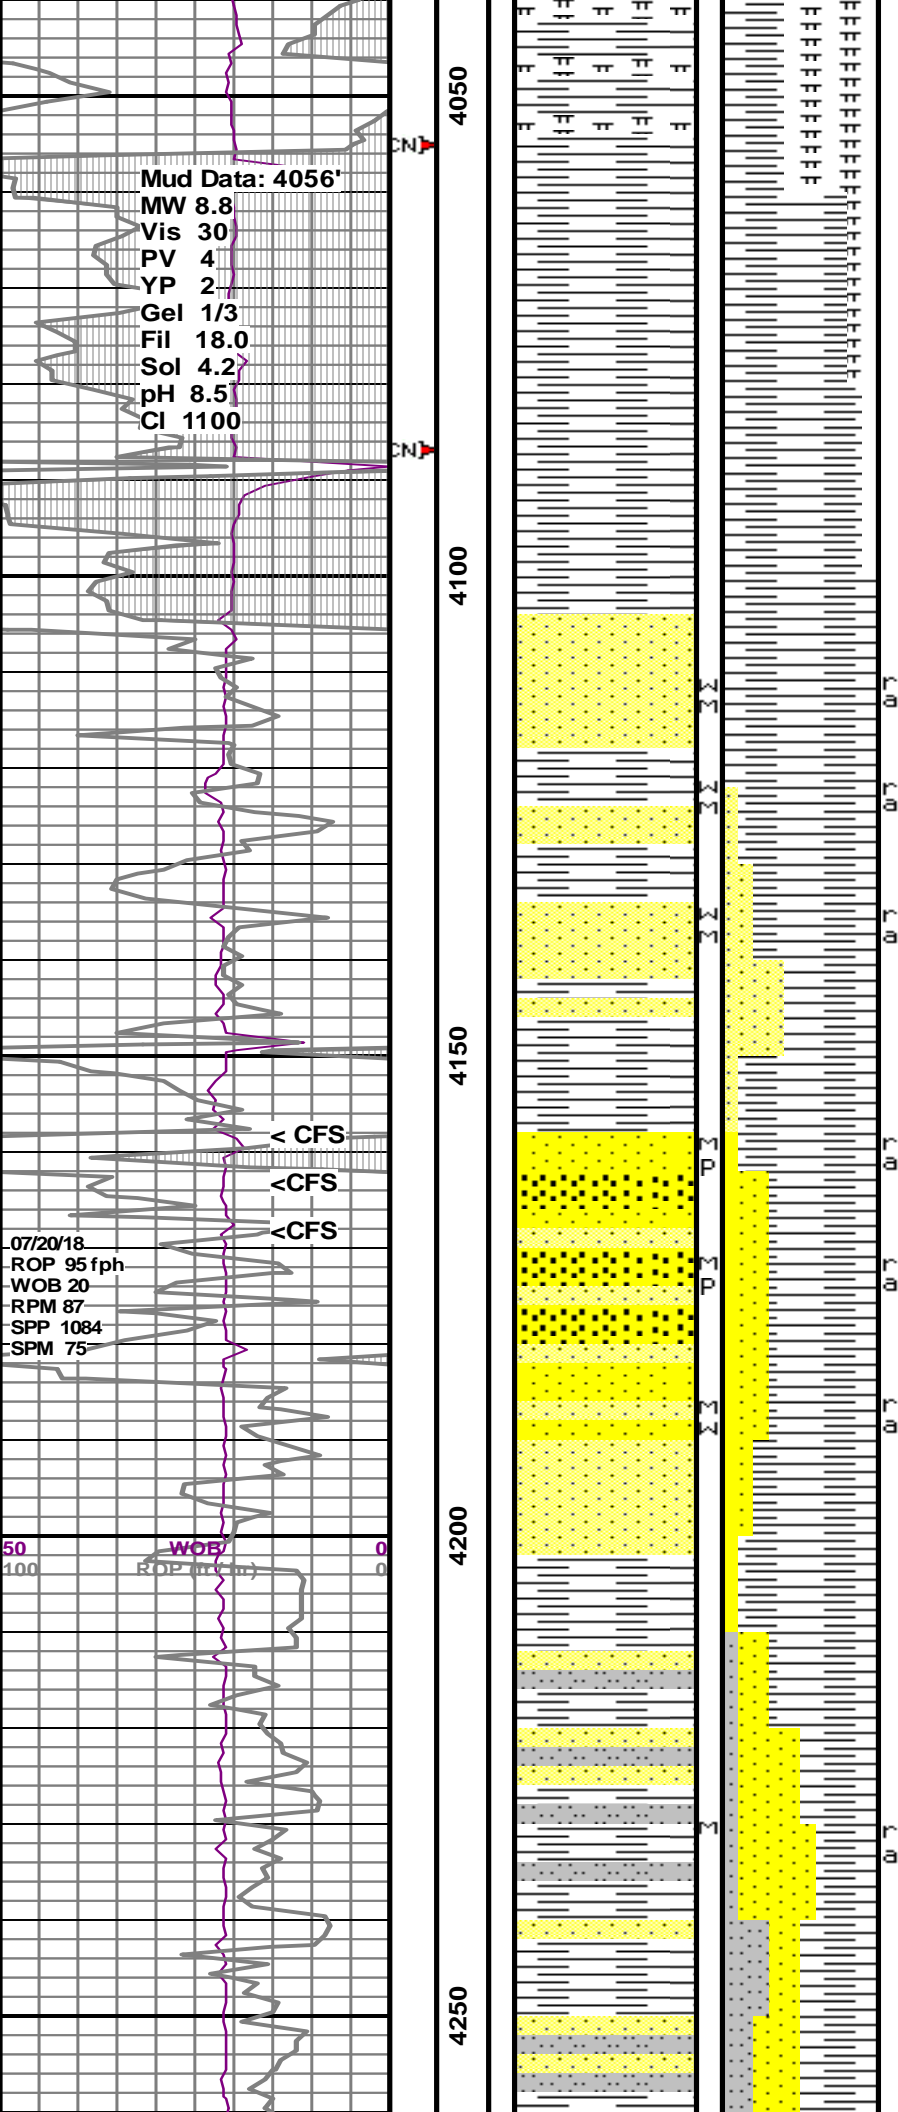 4050
CN
Mud Data: 4056'
MW 8.8
Vis 30
PV 4
YP 2
Gel 1/3
Fil 18.0
Sol 4.2
pH 8.5
Cl 1100
CN
4100
W
M
r
a
W
M
r
a
W
M
r
a
4150
< CFS
M
P
r
a
<CFS
<CFS
07/20/18
ROP 95 fph
WOB 20
RPM 87
SPP 1084
SPM 75
M
P
r
a
M
W
r
a
4200
50 WOB 0
100 ROP (ft / hr) 0
M
r
a
4250